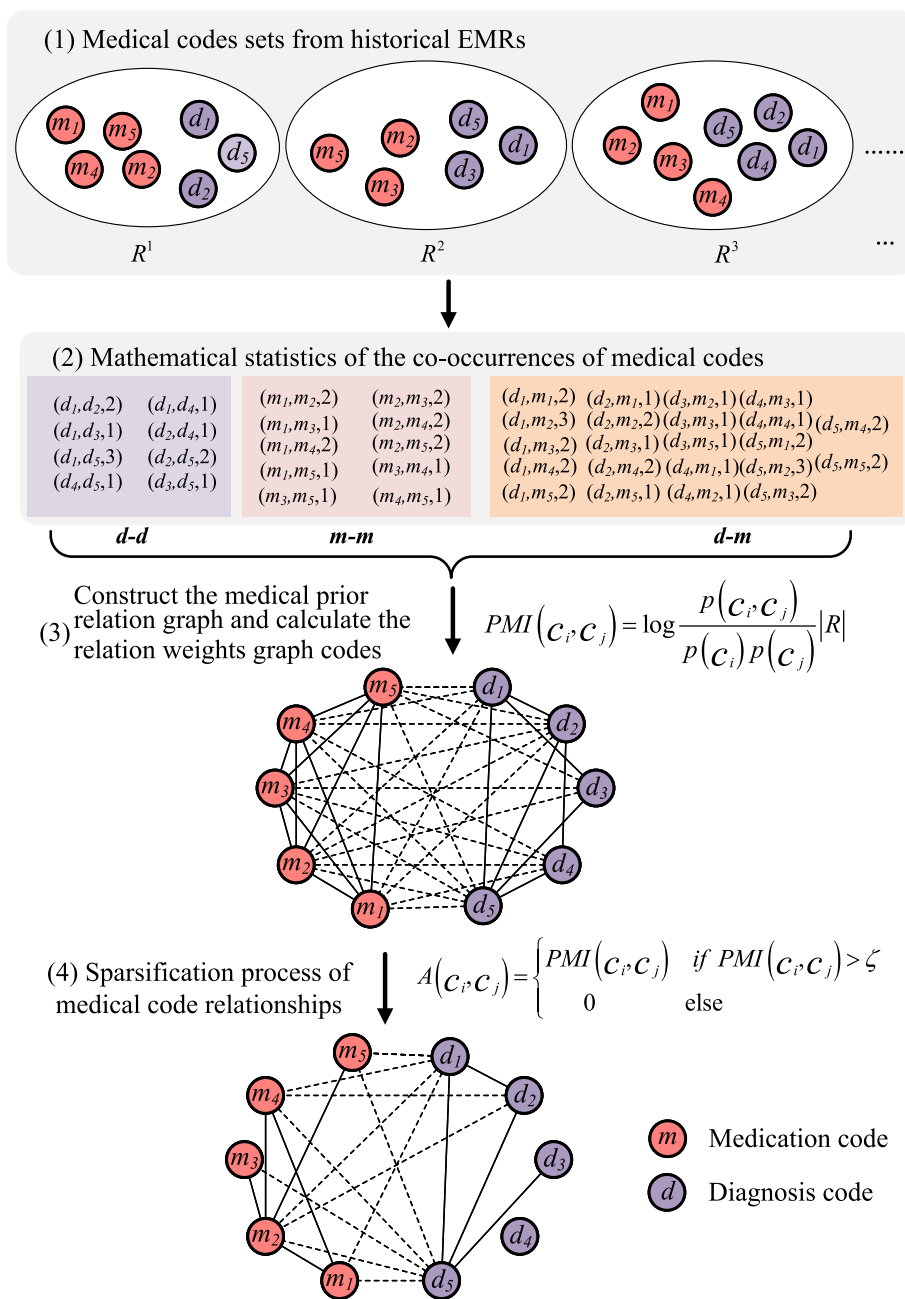 (1) Medical codes sets from historical EMRs
m1 m5 m4 m2 d1 d5 d2
m5 m2 m3 d5 d1 d3
m1 m2 m3 m4 d5 d2 d4 d1
......
R1 R2 R3 ...
(2) Mathematical statistics of the co-occurrences of medical codes
(d1,d2,2) (d1,d4,1)
(d1,d3,1) (d2,d4,1)
(d1,d5,3) (d2,d5,2)
(d4,d5,1) (d3,d5,1)
(m1,m2,2) (m2,m3,2)
(m1,m3,1) (m2,m4,2)
(m1,m4,2) (m2,m5,2)
(m1,m5,1) (m3,m4,1)
(m3,m5,1) (m4,m5,1)
(d1,m1,2) (d2,m1,1) (d3,m2,1) (d4,m3,1)
(d1,m2,3) (d2,m2,2) (d3,m3,1) (d4,m4,1) (d5,m4,2)
(d1,m3,2) (d2,m3,1) (d3,m5,1) (d5,m1,2)
(d1,m4,2) (d2,m4,2) (d4,m1,1) (d5,m2,3) (d5,m5,2)
(d1,m5,2) (d2,m5,1) (d4,m2,1) (d5,m3,2)
d-d m-m d-m
(3) Construct the medical prior
relation graph and calculate the
relation weights graph codes
PMI(ci,cj)=log p(ci,cj) / p(ci)p(cj) |R|
m5 d1
m4 d2
m3 d3
m2 d4
m1 d5
(4) Sparsification process of
medical code relationships
A(ci,cj)={PMI(ci,cj) if PMI(ci,cj)>ζ
0 else
m5 d1
m4 d2
m3 d3
m2 d4
m1 d5
m Medication code
d Diagnosis code